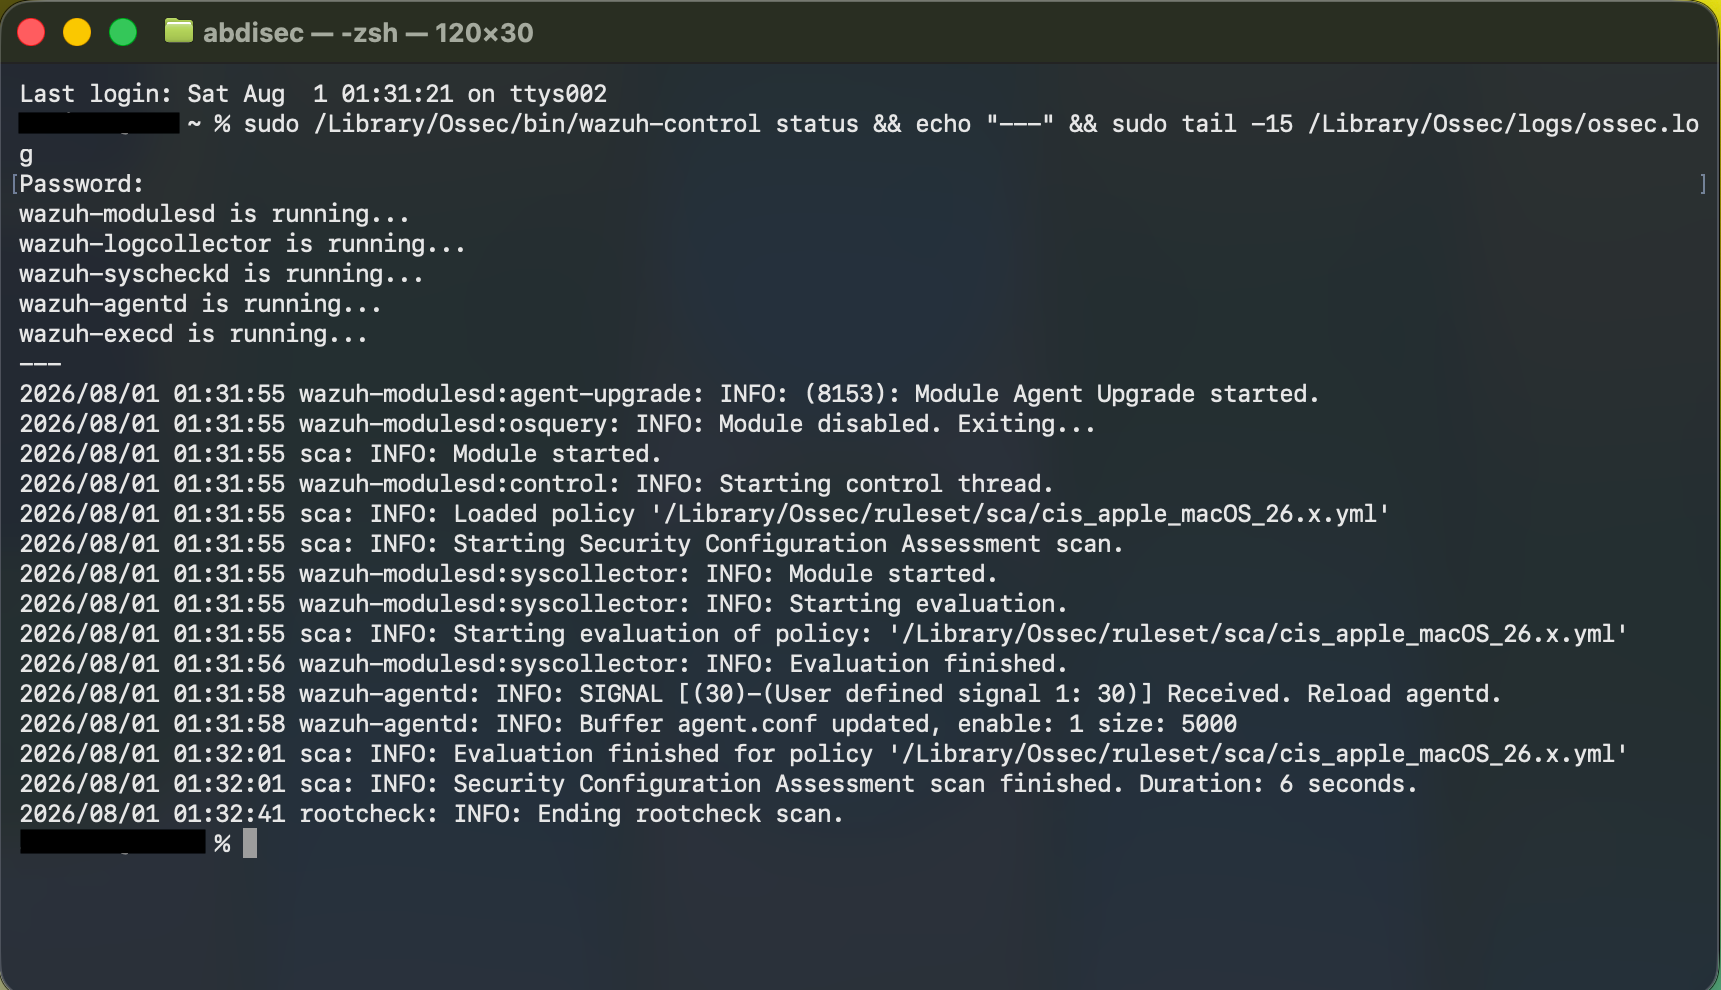 abdisec — -zsh — 120×30
Last login: Sat Aug  1 01:31:21 on ttys002
~ % sudo /Library/Ossec/bin/wazuh-control status && echo "---" && sudo tail -15 /Library/Ossec/logs/ossec.lo
g
[Password:]
wazuh-modulesd is running...
wazuh-logcollector is running...
wazuh-syscheckd is running...
wazuh-agentd is running...
wazuh-execd is running...
---
2026/08/01 01:31:55 wazuh-modulesd:agent-upgrade: INFO: (8153): Module Agent Upgrade started.
2026/08/01 01:31:55 wazuh-modulesd:osquery: INFO: Module disabled. Exiting...
2026/08/01 01:31:55 sca: INFO: Module started.
2026/08/01 01:31:55 wazuh-modulesd:control: INFO: Starting control thread.
2026/08/01 01:31:55 sca: INFO: Loaded policy '/Library/Ossec/ruleset/sca/cis_apple_macOS_26.x.yml'
2026/08/01 01:31:55 sca: INFO: Starting Security Configuration Assessment scan.
2026/08/01 01:31:55 wazuh-modulesd:syscollector: INFO: Module started.
2026/08/01 01:31:55 wazuh-modulesd:syscollector: INFO: Starting evaluation.
2026/08/01 01:31:55 sca: INFO: Starting evaluation of policy: '/Library/Ossec/ruleset/sca/cis_apple_macOS_26.x.yml'
2026/08/01 01:31:56 wazuh-modulesd:syscollector: INFO: Evaluation finished.
2026/08/01 01:31:58 wazuh-agentd: INFO: SIGNAL [(30)-(User defined signal 1: 30)] Received. Reload agentd.
2026/08/01 01:31:58 wazuh-agentd: INFO: Buffer agent.conf updated, enable: 1 size: 5000
2026/08/01 01:32:01 sca: INFO: Evaluation finished for policy '/Library/Ossec/ruleset/sca/cis_apple_macOS_26.x.yml'
2026/08/01 01:32:01 sca: INFO: Security Configuration Assessment scan finished. Duration: 6 seconds.
2026/08/01 01:32:41 rootcheck: INFO: Ending rootcheck scan.
%